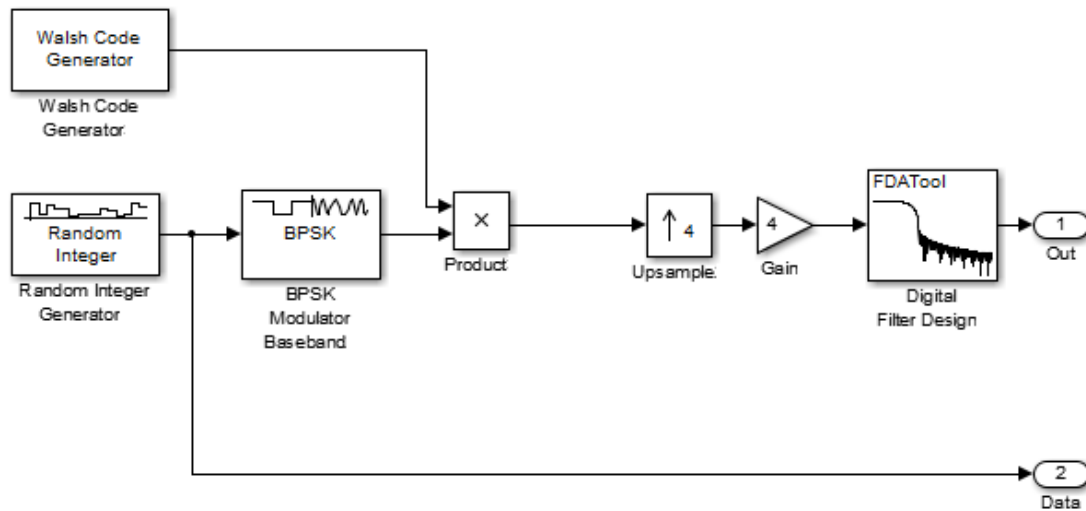 Walsh Code
Generator
Walsh Code
Generator
Random
Integer
Random Integer
Generator
BPSK
BPSK
Modulator
Baseband
×
Product
↑ 4
Upsample
4
Gain
FDATool
Digital
Filter Design
1
Out
2
Data